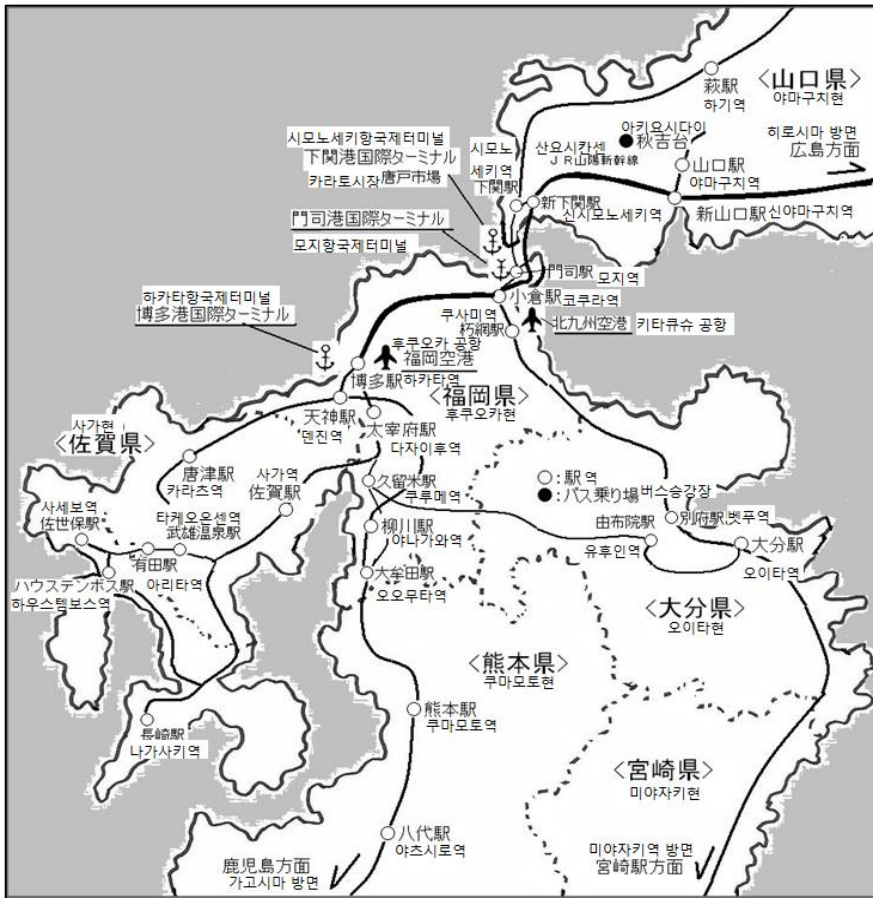 萩駅
하기역
〈山口県〉
야마구치현
시모노세키항국제터미널
下関港国際ターミナル
카라토시장 唐戸市場
시모노
세키역
下関駅
산요시칸센
ＪＲ山陽新幹線
아키요시다이
秋吉台
山口駅
야마구치역
히로시마 방면
広島方面
新下関駅
신시모노세키역
新山口駅 신야마구치역
門司港国際ターミナル
모지항국제터미널
門司駅 모지역
小倉駅 코쿠라역
하카타항국제터미널
博多港国際ターミナル
쿠사미역
朽網駅
北九州空港 키타큐슈 공항
후쿠오카 공항
福岡空港
博多駅 하카타역
〈福岡県〉
후쿠오카현
天神駅
덴진역
太宰府駅
다자이후역
사가현
〈佐賀県〉
唐津駅
카라츠역
사가역
佐賀駅
久留米駅
쿠루메역
○:駅 역
●:バス乗り場 버스승강장
사세보역
佐世保駅
타케오온센역
武雄温泉駅
有田駅
아리타역
柳川駅
야나가와역
由布院駅
유후인역
別府駅 벳푸역
大分駅
오이타역
ハウステンボス駅
하우스템보스역
大牟田駅
오오무타역
〈大分県〉
오이타현
〈熊本県〉
쿠마모토현
熊本駅
쿠마모토역
長崎駅
나가사키역
〈宮崎県〉
미야자키현
八代駅
야츠시로역
鹿児島方面
가고시마 방면
미야자키역 방면
宮崎駅方面